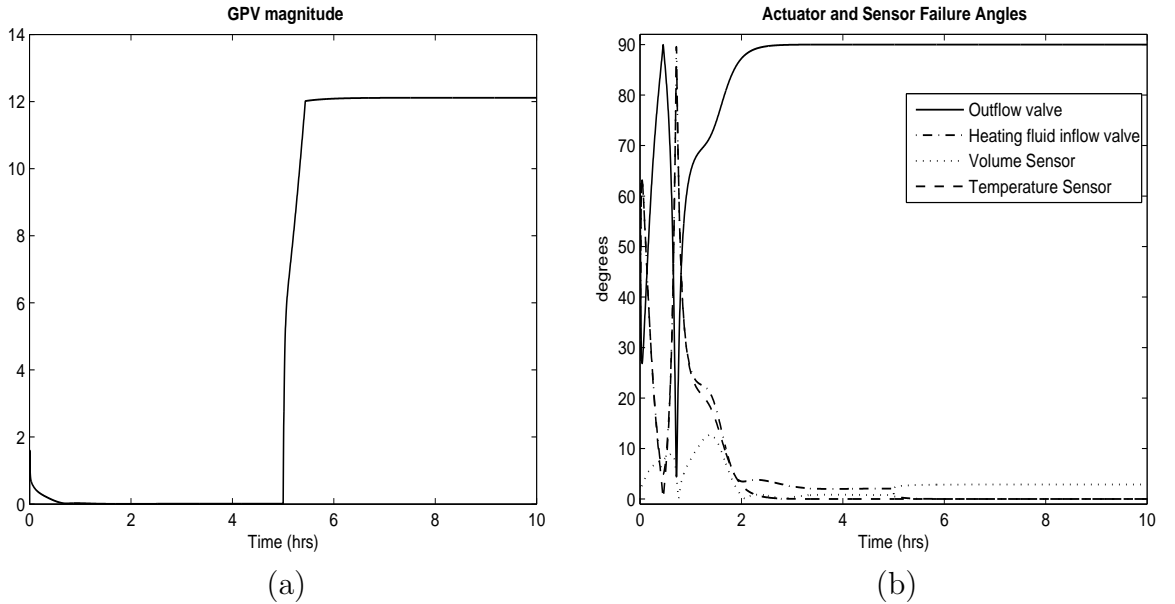 GPV magnitude
14
12
10
8
6
4
2
0
0 2 4 6 8 10
Time (hrs)
(a)
Actuator and Sensor Failure Angles
90
80
70
60
50
40
30
20
10
0
degrees
Outflow valve
Heating fluid inflow valve
Volume Sensor
Temperature Sensor
0 2 4 6 8 10
Time (hrs)
(b)